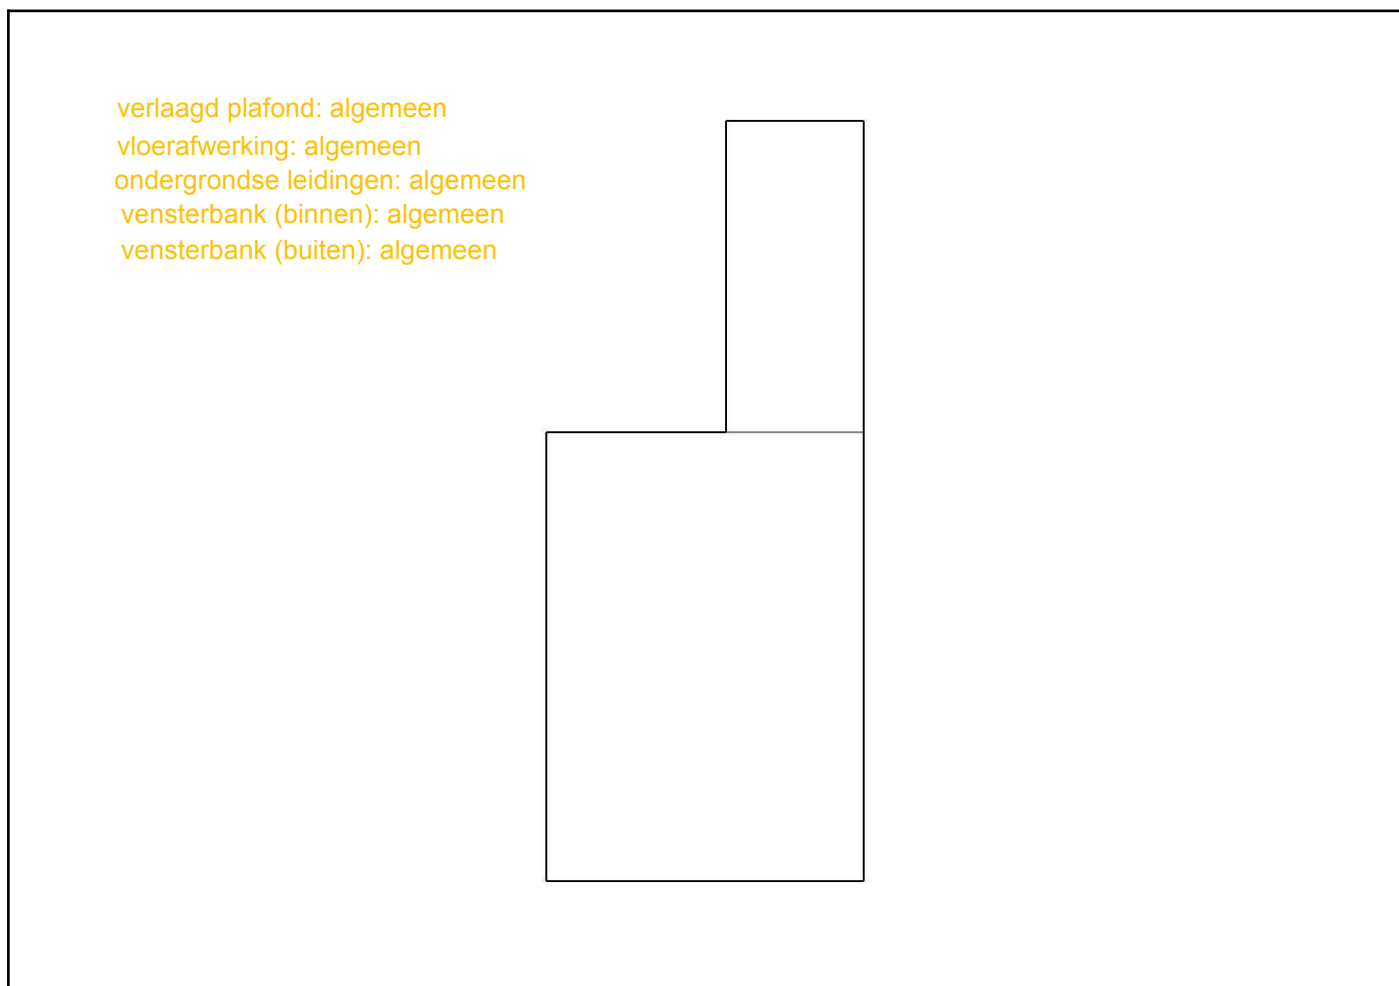 verlaagd plafond: algemeen
vloerafwerking: algemeen
ondergrondse leidingen: algemeen
vensterbank (binnen): algemeen
vensterbank (buiten): algemeen